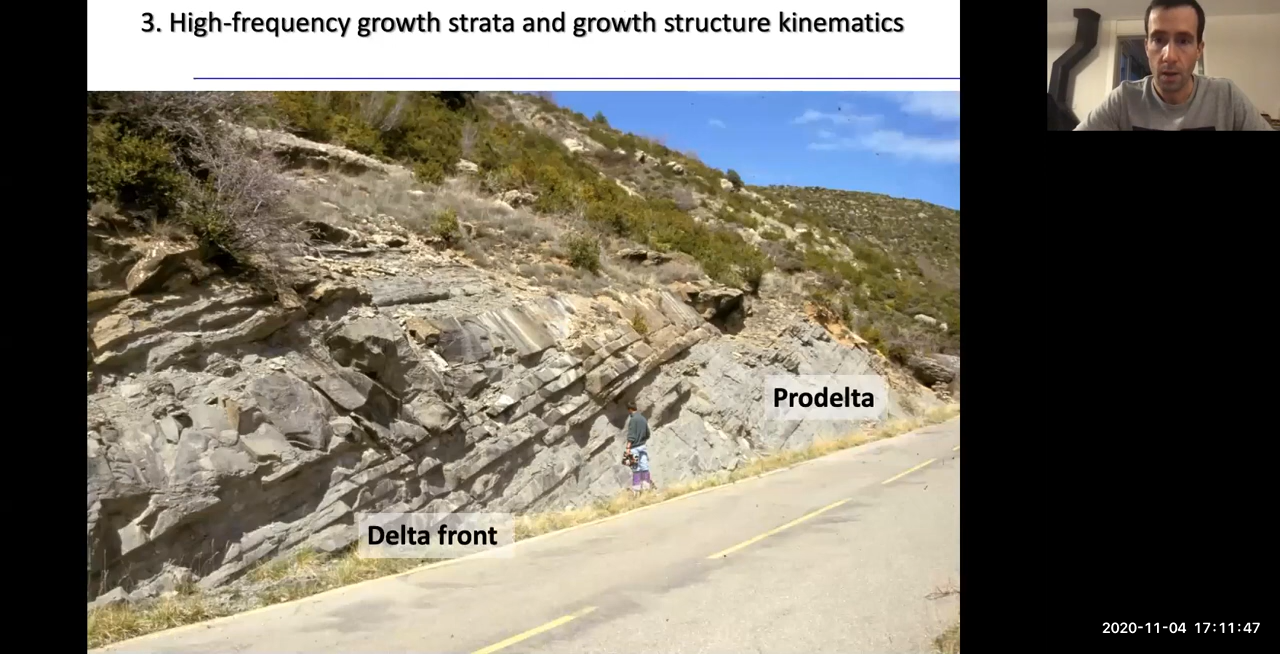 3. High-frequency growth strata and growth structure kinematics
Prodelta
Delta front
2020-11-04 17:11:47